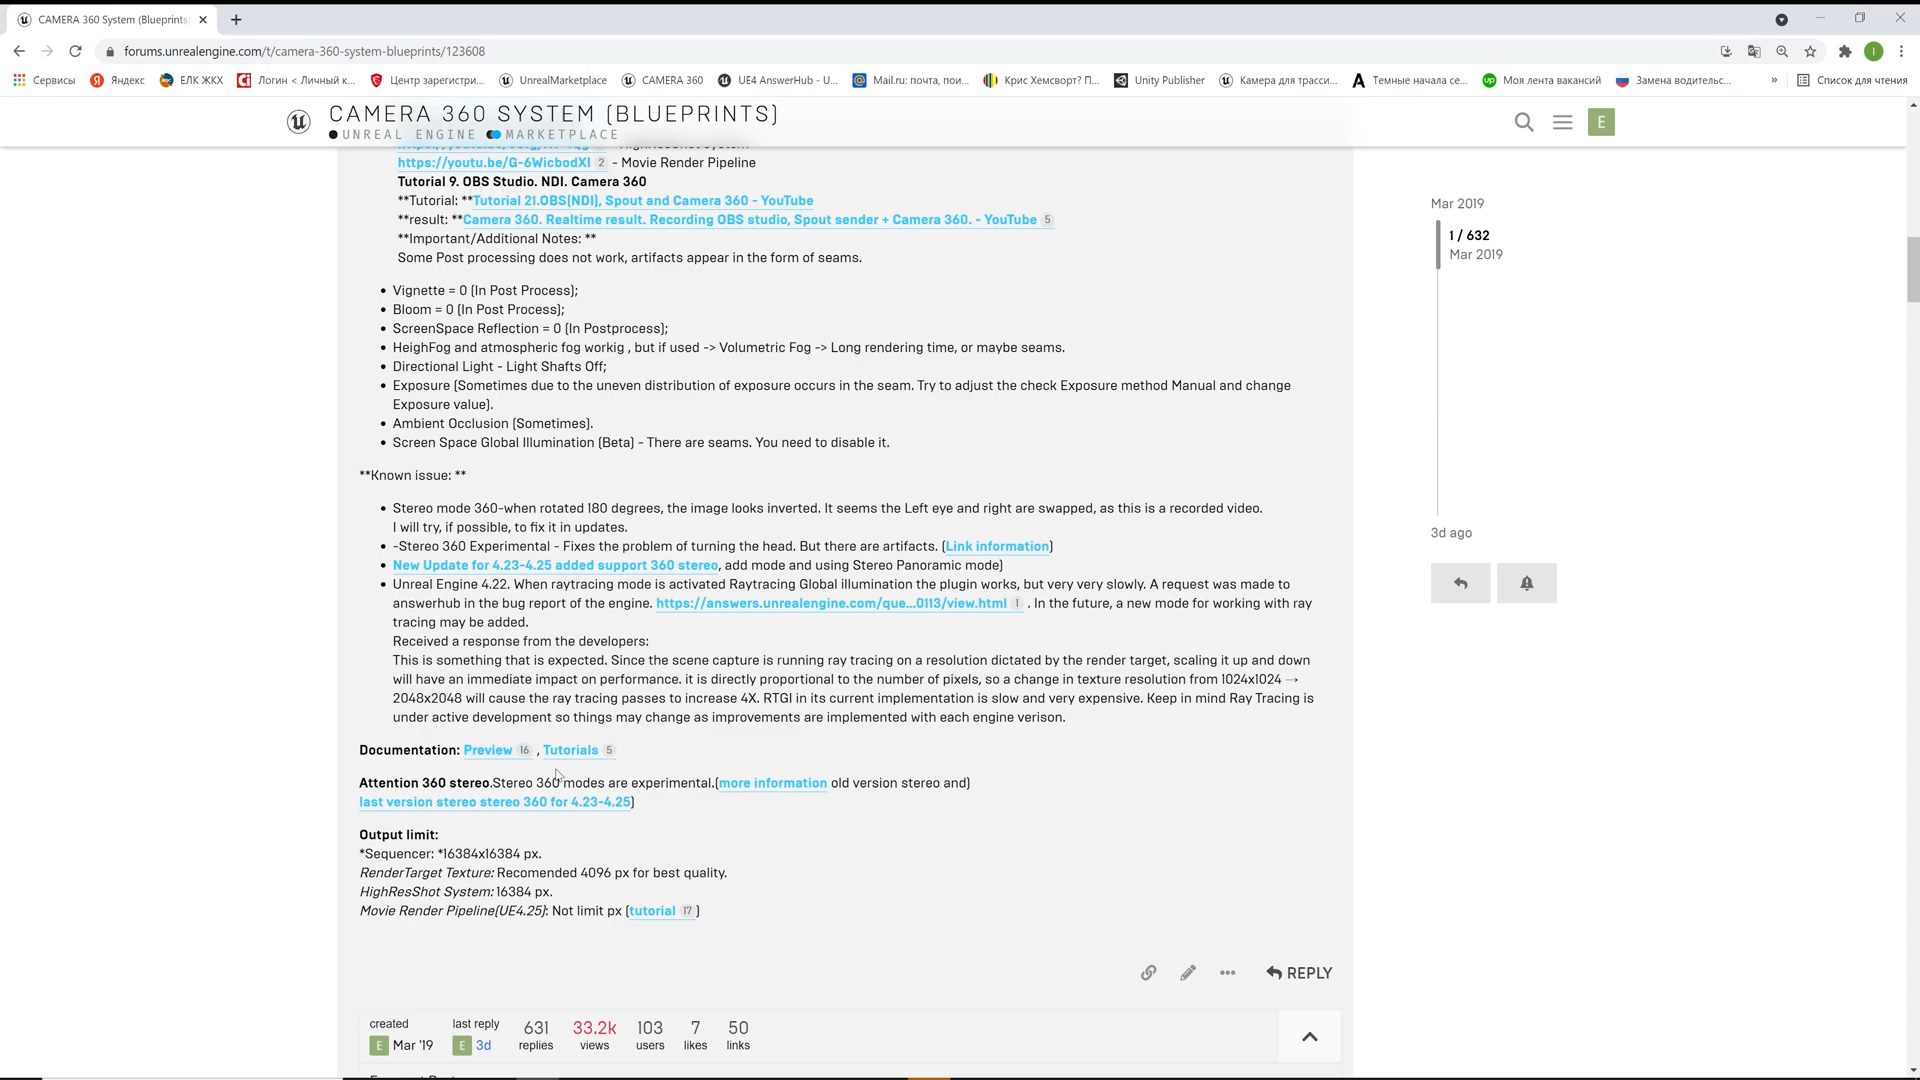 CAMERA 360 System (Blueprints)
forums.unrealengine.com/t/camera-360-system-blueprints/123608
Сервисы
Яндекс
ЕЛК ЖКХ
Логин < Личный к...
Центр зарегистри...
UnrealMarketplace
CAMERA 360
UE4 AnswerHub - U...
Mail.ru: почта, пои...
Крис Хемсворт? П...
Unity Publisher
Камера для трасси...
Темные начала се...
Моя лента вакансий
Замена водительс...
»
Список для чтения
CAMERA 360 SYSTEM (BLUEPRINTS)
UNREAL ENGINE MARKETPLACE
E
https://youtu.be/G-6WicbodXI 2 - Movie Render Pipeline
Tutorial 9. OBS Studio. NDI. Camera 360
**Tutorial: **Tutorial 21.OBS(NDI), Spout and Camera 360 - YouTube
**result: **Camera 360. Realtime result. Recording OBS studio, Spout sender + Camera 360. - YouTube 5
**Important/Additional Notes: **
Some Post processing does not work, artifacts appear in the form of seams.
• Vignette = 0 (In Post Process);
• Bloom = 0 (In Post Process);
• ScreenSpace Reflection = 0 (In Postprocess);
• HeighFog and atmospheric fog workig , but if used -> Volumetric Fog -> Long rendering time, or maybe seams.
• Directional Light - Light Shafts Off;
• Exposure (Sometimes due to the uneven distribution of exposure occurs in the seam. Try to adjust the check Exposure method Manual and change
Exposure value).
• Ambient Occlusion (Sometimes).
• Screen Space Global Illumination (Beta) - There are seams. You need to disable it.
**Known issue: **
• Stereo mode 360-when rotated 180 degrees, the image looks inverted. It seems the Left eye and right are swapped, as this is a recorded video.
I will try, if possible, to fix it in updates.
• -Stereo 360 Experimental - Fixes the problem of turning the head. But there are artifacts. (Link information)
• New Update for 4.23-4.25 added support 360 stereo, add mode and using Stereo Panoramic mode)
• Unreal Engine 4.22. When raytracing mode is activated Raytracing Global illumination the plugin works, but very very slowly. A request was made to
answerhub in the bug report of the engine. https://answers.unrealengine.com/que...0113/view.html 1 . In the future, a new mode for working with ray
tracing may be added.
Received a response from the developers:
This is something that is expected. Since the scene capture is running ray tracing on a resolution dictated by the render target, scaling it up and down
will have an immediate impact on performance. it is directly proportional to the number of pixels, so a change in texture resolution from 1024x1024 →
2048x2048 will cause the ray tracing passes to increase 4X. RTGI in its current implementation is slow and very expensive. Keep in mind Ray Tracing is
under active development so things may change as improvements are implemented with each engine verison.
Documentation: Preview 16 , Tutorials 5
Attention 360 stereo.Stereo 360 modes are experimental.(more information old version stereo and)
last version stereo stereo 360 for 4.23-4.25)
Output limit:
*Sequencer: *16384x16384 px.
RenderTarget Texture: Recomended 4096 px for best quality.
HighResShot System: 16384 px.
Movie Render Pipeline(UE4.25): Not limit px (tutorial 17 )
REPLY
created
E Mar '19
last reply
E 3d
631
replies
33.2k
views
103
users
7
likes
50
links
Mar 2019
1 / 632
Mar 2019
3d ago